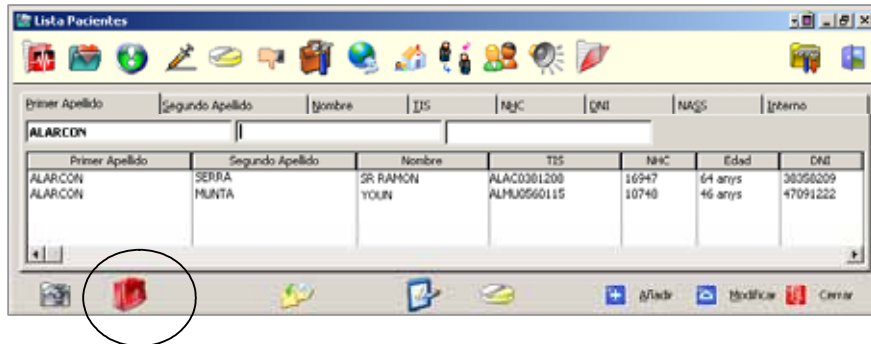 Lista Pacientes
Primer Apellido Segundo Apellido Nombre TIS NHC DNI NASS Interno
ALARCON
Primer Apellido Segundo Apellido Nombre TIS NHC Edad DNI
ALARCON SERRA SR RAMON ALAC0381208 16947 64 anys 38358209
ALARCON MUNTA YOUN ALMU0560115 10748 46 anys 47091222
Añadir Modificar Cerrar